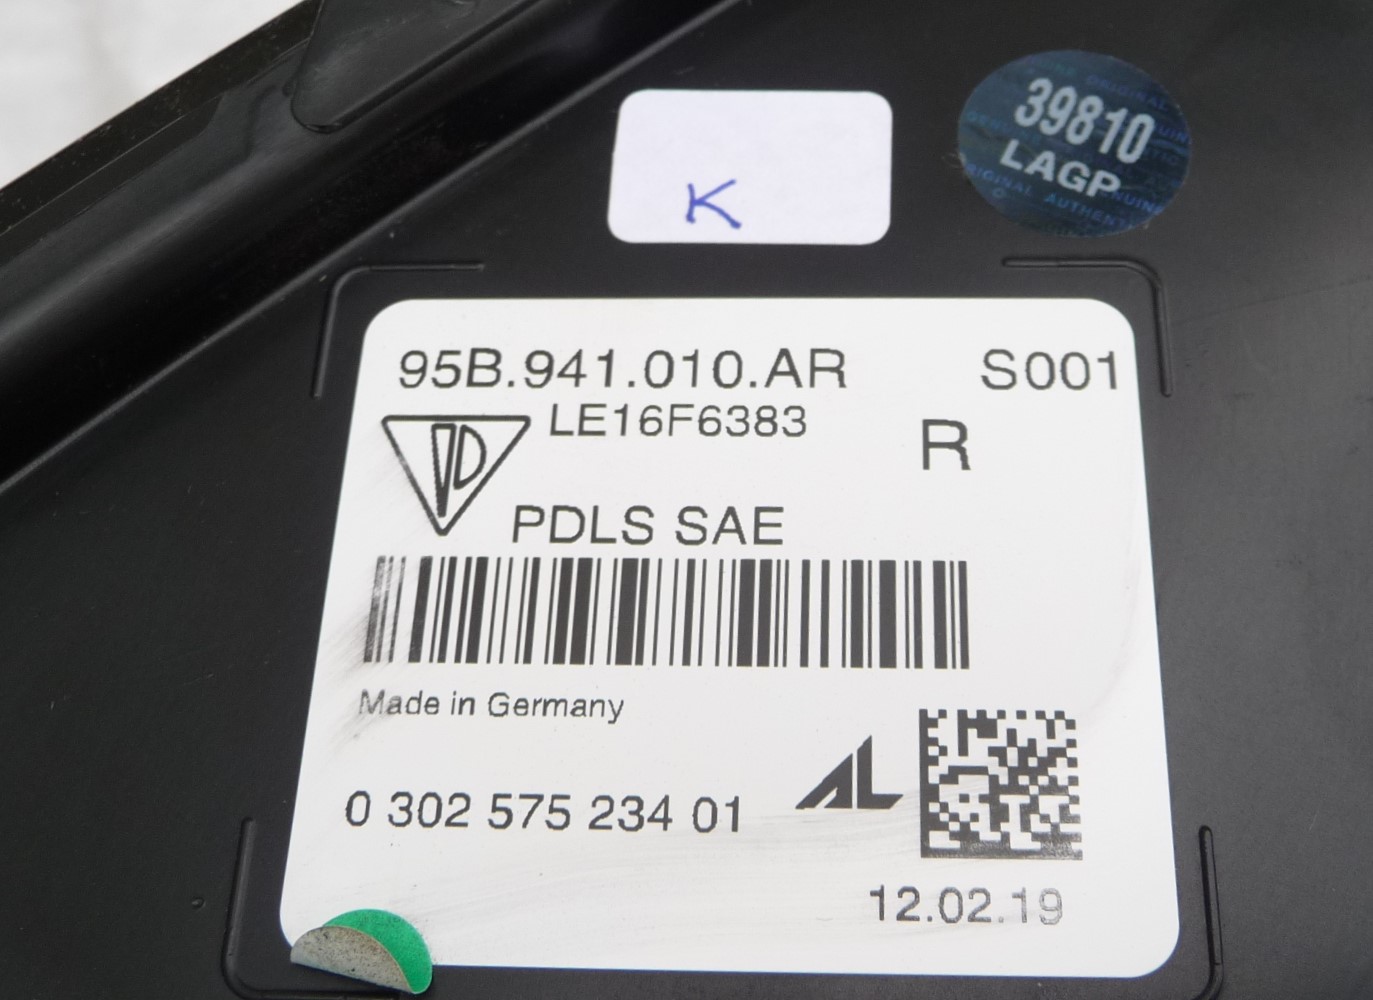 K
39810
LAGP
95B.941.010.AR S001
LE16F6383
R
PDLS SAE
Made in Germany
0 302 575 234 01 AL
12.02.19